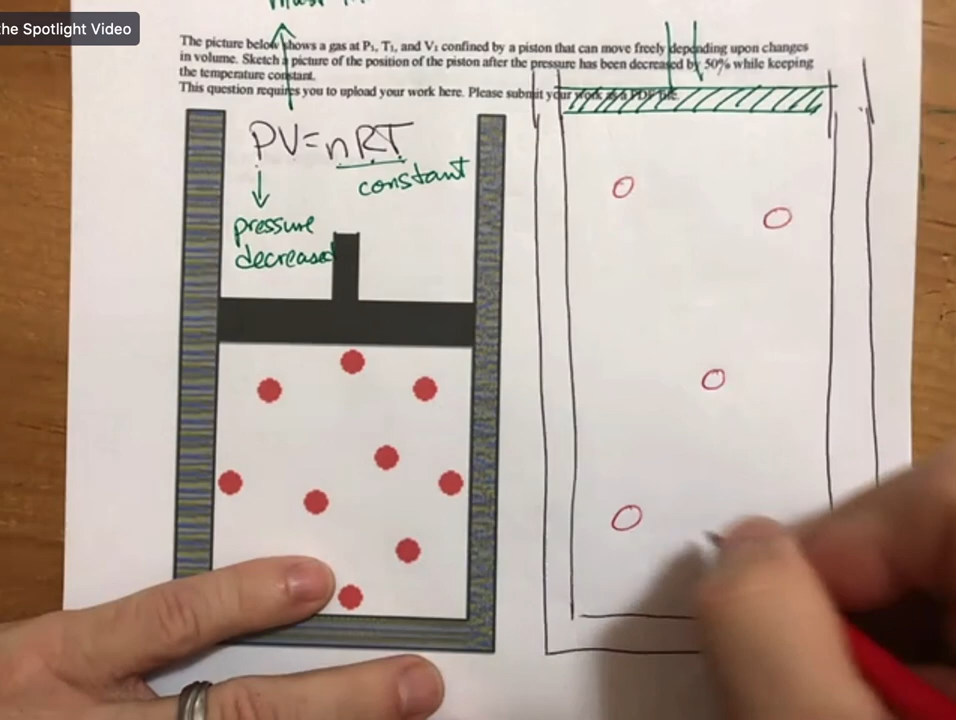 the Spotlight Video
The picture below shows a gas at P₁, T₁, and V₁ confined by a piston that can move freely depending upon changes
in volume. Sketch a picture of the position of the piston after the pressure has been decreased by 50% while keeping
the temperature constant.
This question requires you to upload your work here. Please submit your work as a PDF file.
PV=nRT
constant
pressure
decreased